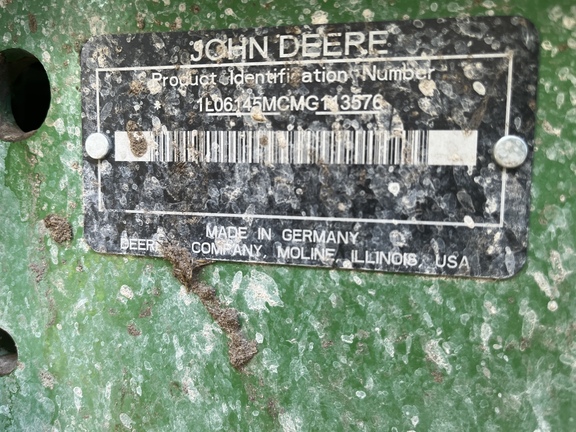 JOHN DEERE
Product Identification Number
1L06145MCMG113576
MADE IN GERMANY
DEERE COMPANY, MOLINE, ILLINOIS, USA